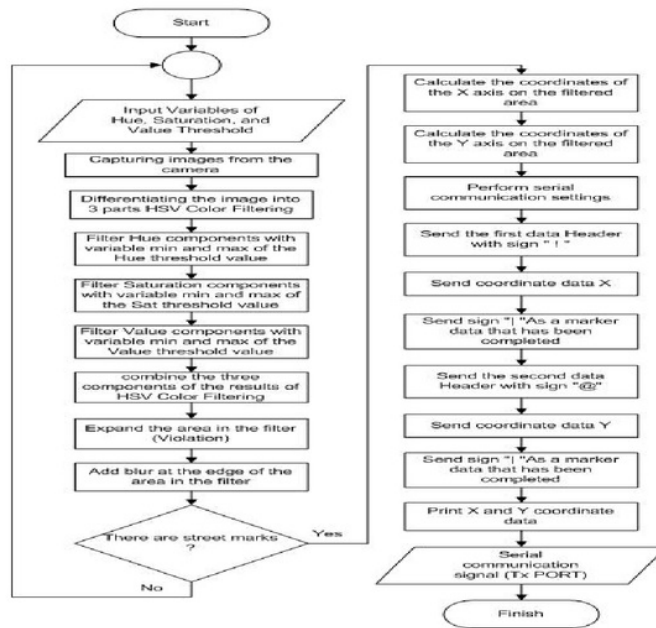 Start
Input Variables of
Hue, Saturation, and
Value Threshold
Capturing images from the
camera
Differentiating the image into
3 parts HSV Color Filtering
Filter Hue components with
variable min and max of the
Hue threshold value
Filter Saturation components
with variable min and max of
the Sat threshold value
Filter Value components with
variable min and max of the
Value threshold value
combine the three
components of the results of
HSV Color Filtering
Expand the area in the filter
(Violation)
Add blur at the edge of the
area in the filter
There are street marks
?
Yes
No
Calculate the coordinates of
the X axis on the filtered
area
Calculate the coordinates of
the Y axis on the filtered
area
Perform serial
communication settings
Send the first data Header
with sign " ! "
Send coordinate data X
Send sign "| "As a marker
data that has been
completed
Send the second data
Header with sign "@"
Send coordinate data Y
Send sign "| "As a marker
data that has been
completed
Print X and Y coordinate
data
Serial
communication
signal (Tx PORT)
Finish